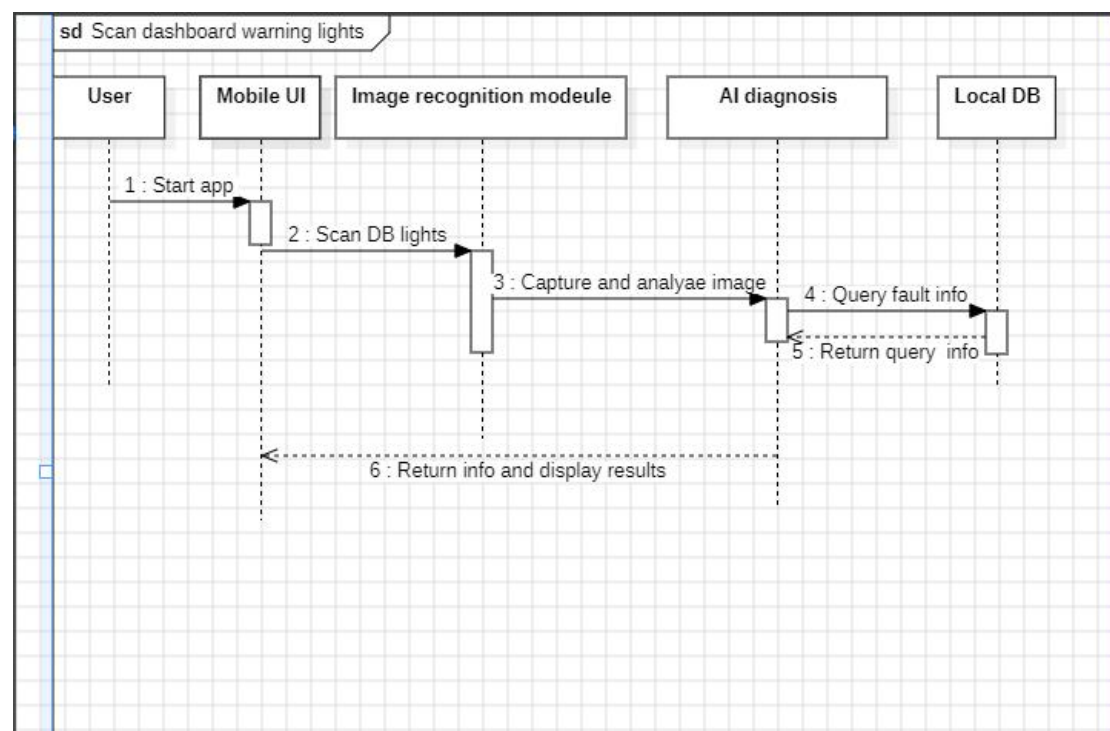 sd Scan dashboard warning lights
User
Mobile UI
Image recognition modeule
AI diagnosis
Local DB
1 : Start app
2 : Scan DB lights
3 : Capture and analyae image
4 : Query fault info
5 : Return query  info
6 : Return info and display results